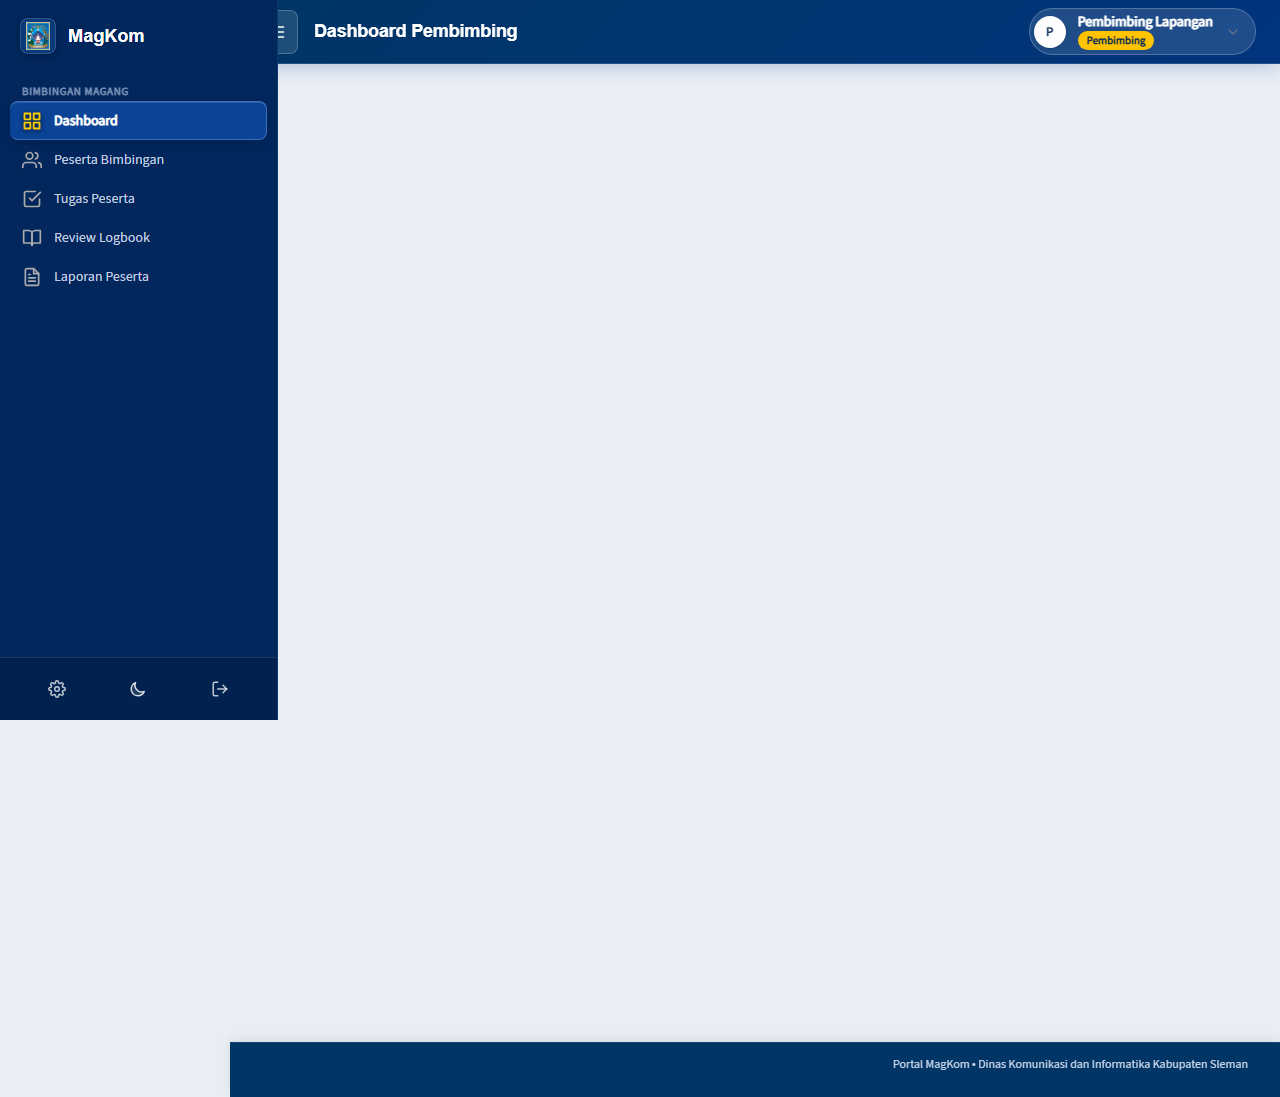 MagKom
Dashboard Pembimbing
P
Pembimbing Lapangan
Pembimbing
BIMBINGAN MAGANG
Dashboard
Peserta Bimbingan
Tugas Peserta
Review Logbook
Laporan Peserta
Portal MagKom • Dinas Komunikasi dan Informatika Kabupaten Sleman